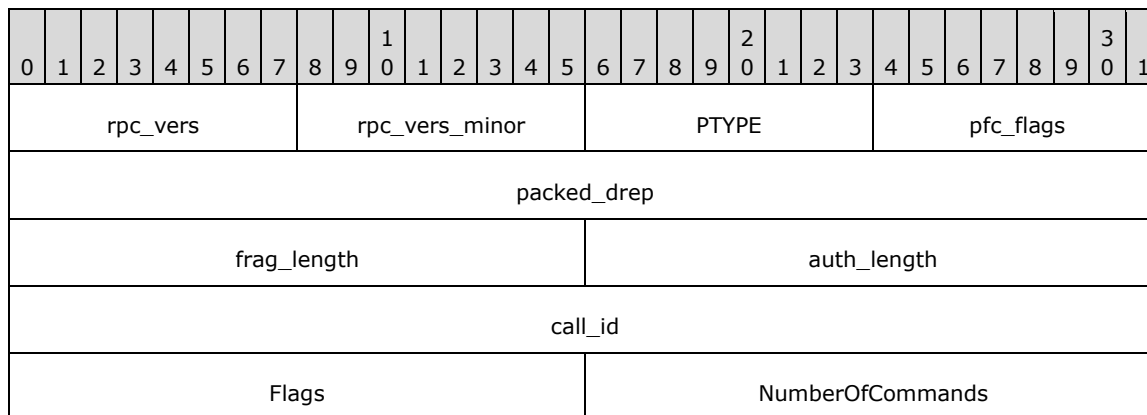 1 2 3
0 1 2 3 4 5 6 7 8 9 0 1 2 3 4 5 6 7 8 9 0 1 2 3 4 5 6 7 8 9 0 1
rpc_vers rpc_vers_minor PTYPE pfc_flags
packed_drep
frag_length auth_length
call_id
Flags NumberOfCommands